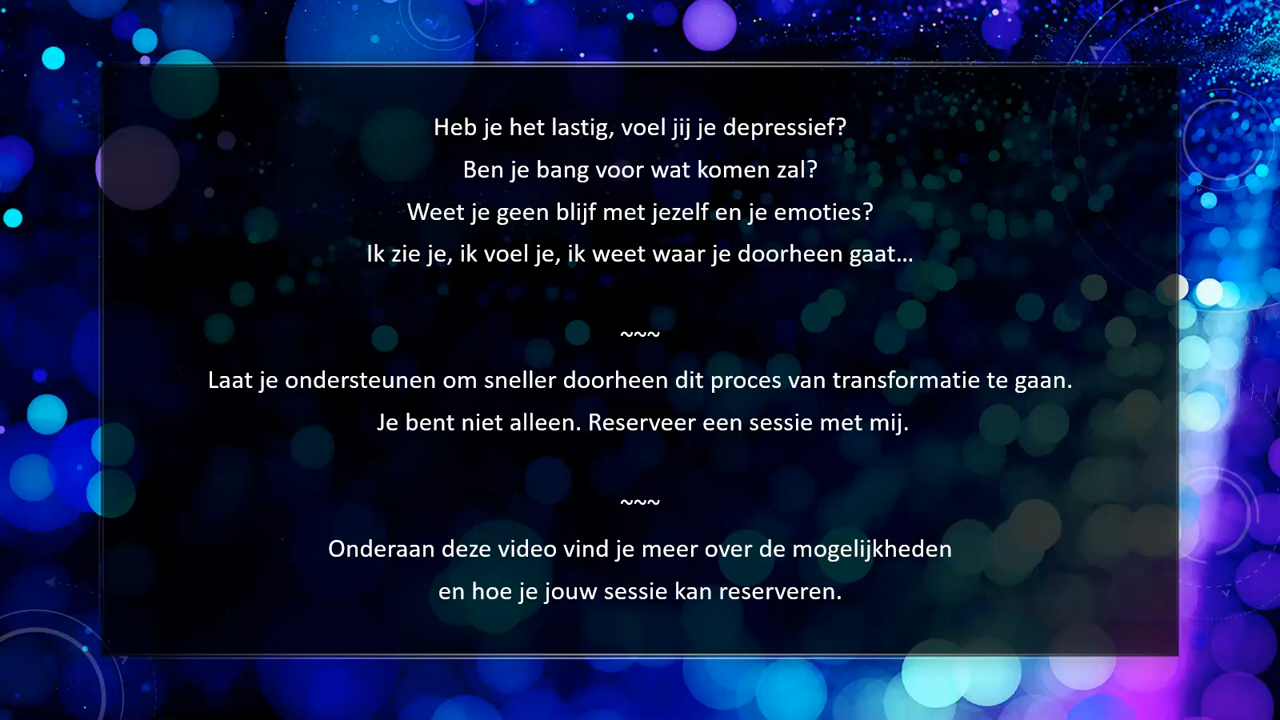 Heb je het lastig, voel jij je depressief?
Ben je bang voor wat komen zal?
Weet je geen blijf met jezelf en je emoties?
Ik zie je, ik voel je, ik weet waar je doorheen gaat...
~~~
Laat je ondersteunen om sneller doorheen dit proces van transformatie te gaan.
Je bent niet alleen. Reserveer een sessie met mij.
~~~
Onderaan deze video vind je meer over de mogelijkheden
en hoe je jouw sessie kan reserveren.